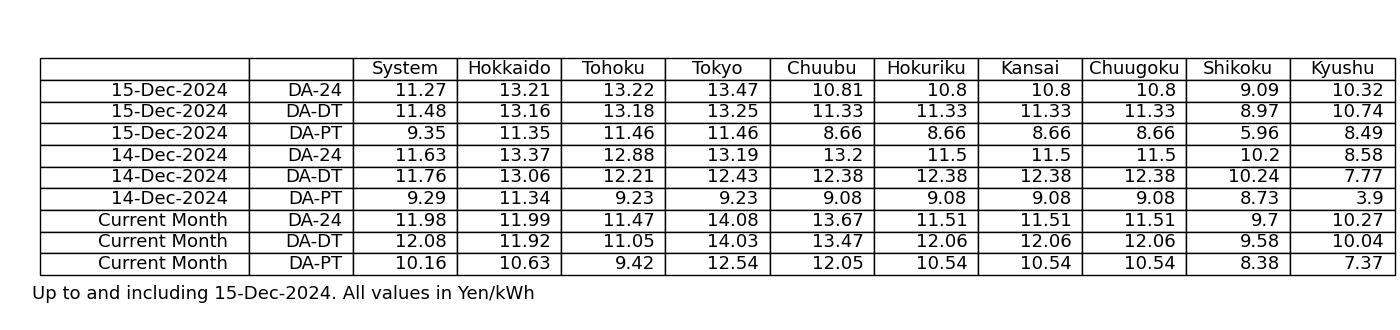 System Hokkaido Tohoku Tokyo Chuubu Hokuriku Kansai Chuugoku Shikoku Kyushu
15-Dec-2024 DA-24 11.27 13.21 13.22 13.47 10.81 10.8 10.8 10.8 9.09 10.32
15-Dec-2024 DA-DT 11.48 13.16 13.18 13.25 11.33 11.33 11.33 11.33 8.97 10.74
15-Dec-2024 DA-PT 9.35 11.35 11.46 11.46 8.66 8.66 8.66 8.66 5.96 8.49
14-Dec-2024 DA-24 11.63 13.37 12.88 13.19 13.2 11.5 11.5 11.5 10.2 8.58
14-Dec-2024 DA-DT 11.76 13.06 12.21 12.43 12.38 12.38 12.38 12.38 10.24 7.77
14-Dec-2024 DA-PT 9.29 11.34 9.23 9.23 9.08 9.08 9.08 9.08 8.73 3.9
Current Month DA-24 11.98 11.99 11.47 14.08 13.67 11.51 11.51 11.51 9.7 10.27
Current Month DA-DT 12.08 11.92 11.05 14.03 13.47 12.06 12.06 12.06 9.58 10.04
Current Month DA-PT 10.16 10.63 9.42 12.54 12.05 10.54 10.54 10.54 8.38 7.37
Up to and including 15-Dec-2024. All values in Yen/kWh